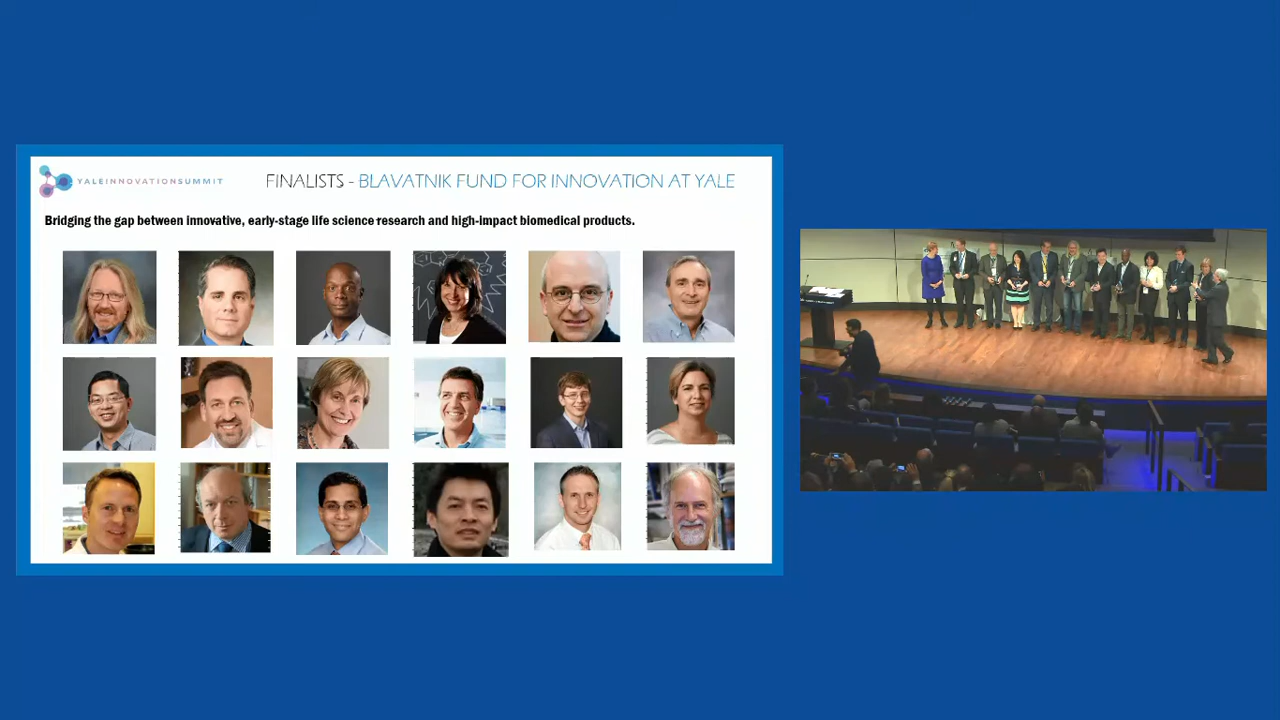 YALEINNOVATIONSUMMIT
FINALISTS - BLAVATNIK FUND FOR INNOVATION AT YALE
Bridging the gap between innovative, early-stage life science research and high-impact biomedical products.